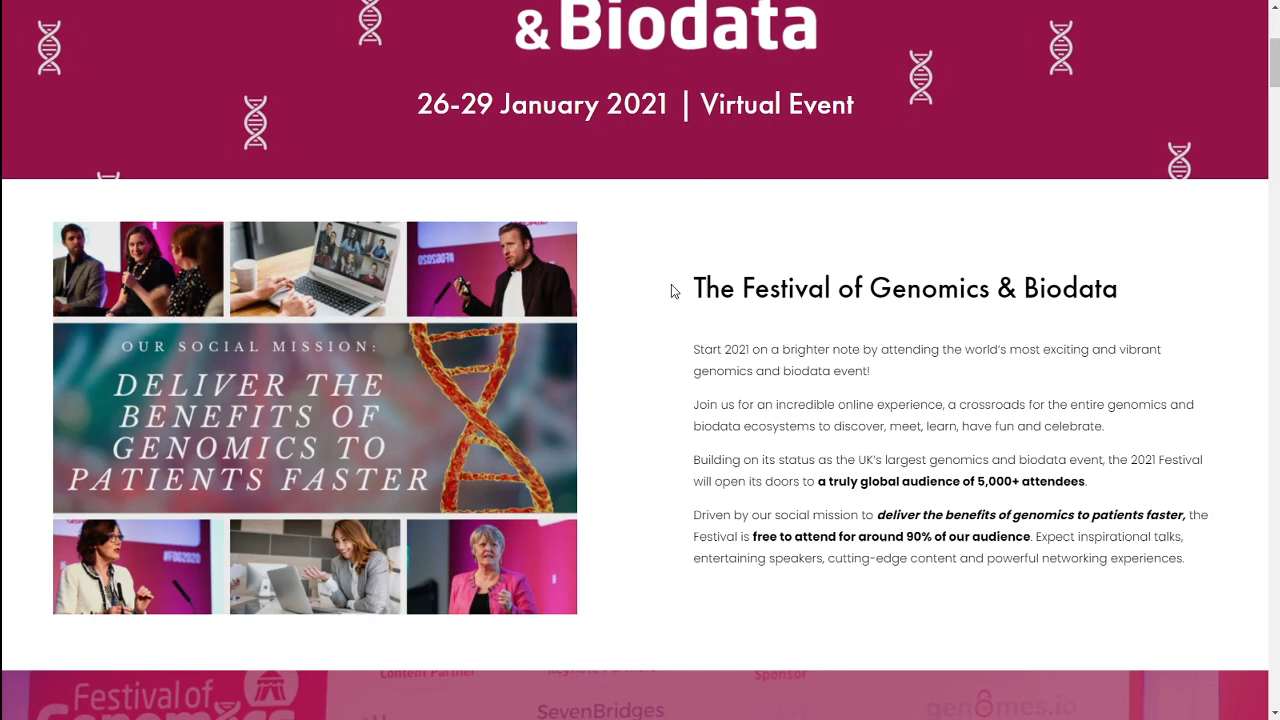 &Biodata
26-29 January 2021 | Virtual Event
OUR SOCIAL MISSION:
DELIVER THE
BENEFITS OF
GENOMICS TO
PATIENTS FASTER
#FOG2020
The Festival of Genomics & Biodata
Start 2021 on a brighter note by attending the world's most exciting and vibrant
genomics and biodata event!
Join us for an incredible online experience, a crossroads for the entire genomics and
biodata ecosystems to discover, meet, learn, have fun and celebrate.
Building on its status as the UK's largest genomics and biodata event, the 2021 Festival
will open its doors to a truly global audience of 5,000+ attendees.
Driven by our social mission to deliver the benefits of genomics to patients faster, the
Festival is free to attend for around 90% of our audience. Expect inspirational talks,
entertaining speakers, cutting-edge content and powerful networking experiences.
Content Partner
Sponsor
Festival of
Genomics
SevenBridges
genomes.io